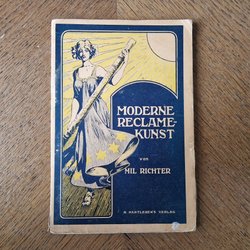 MODERNE
RECLAME-
KUNST
VON
MIL RICHTER
A. HARTLEBEN'S VERLAG